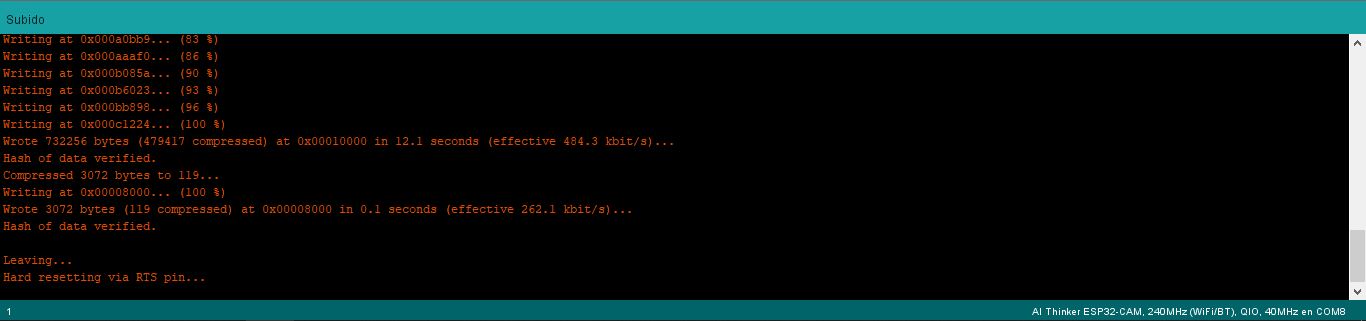 Subido
Writing at 0x000a0bb9... (83 %)
Writing at 0x000aaaf0... (86 %)
Writing at 0x000b085a... (90 %)
Writing at 0x000b6023... (93 %)
Writing at 0x000bb898... (96 %)
Writing at 0x000c1224... (100 %)
Wrote 732256 bytes (479417 compressed) at 0x00010000 in 12.1 seconds (effective 484.3 kbit/s)...
Hash of data verified.
Compressed 3072 bytes to 119...
Writing at 0x00008000... (100 %)
Wrote 3072 bytes (119 compressed) at 0x00008000 in 0.1 seconds (effective 262.1 kbit/s)...
Hash of data verified.
Leaving...
Hard resetting via RTS pin...
1 AI Thinker ESP32-CAM, 240MHz (WiFi/BT), QIO, 40MHz en COM8